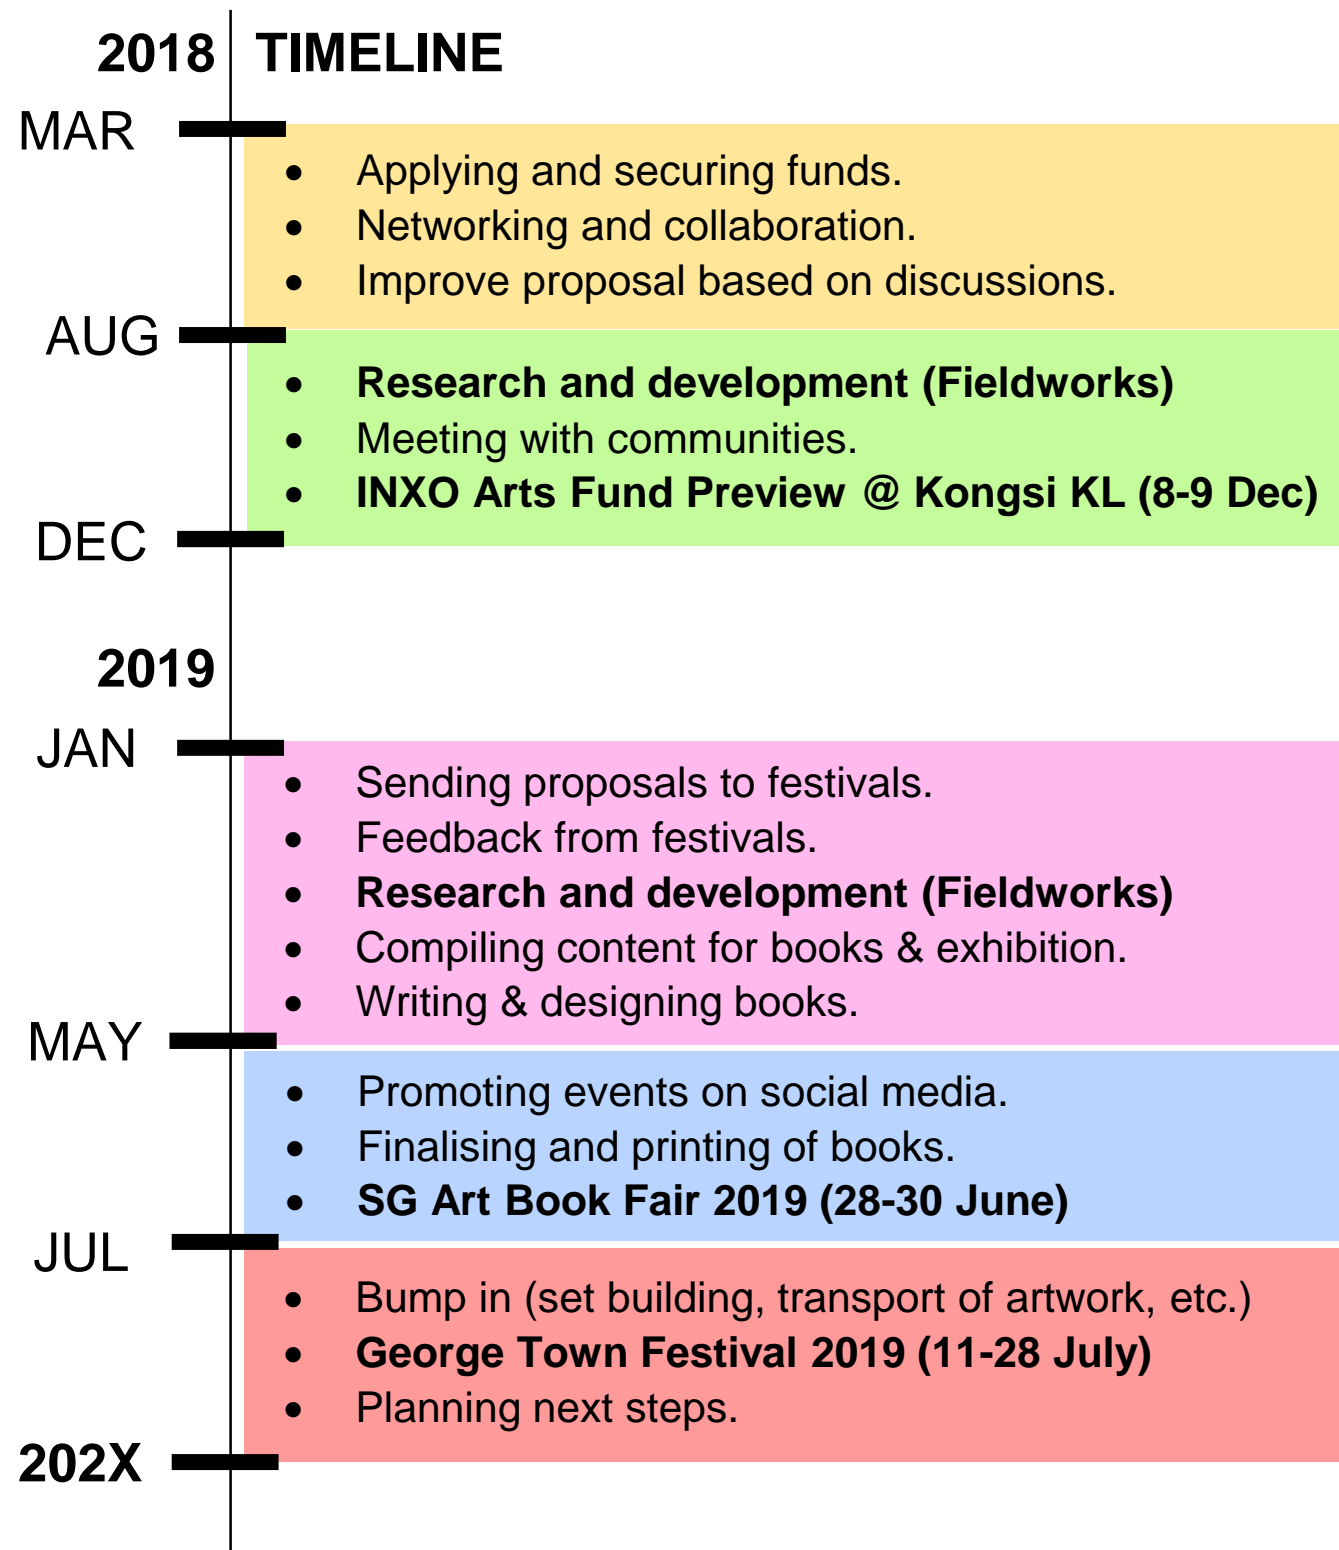 2018 TIMELINE
MAR
• Applying and securing funds.
• Networking and collaboration.
• Improve proposal based on discussions.
AUG
• Research and development (Fieldworks)
• Meeting with communities.
• INXO Arts Fund Preview @ Kongsi KL (8-9 Dec)
DEC
2019
JAN
• Sending proposals to festivals.
• Feedback from festivals.
• Research and development (Fieldworks)
• Compiling content for books & exhibition.
• Writing & designing books.
MAY
• Promoting events on social media.
• Finalising and printing of books.
• SG Art Book Fair 2019 (28-30 June)
JUL
• Bump in (set building, transport of artwork, etc.)
• George Town Festival 2019 (11-28 July)
• Planning next steps.
202X